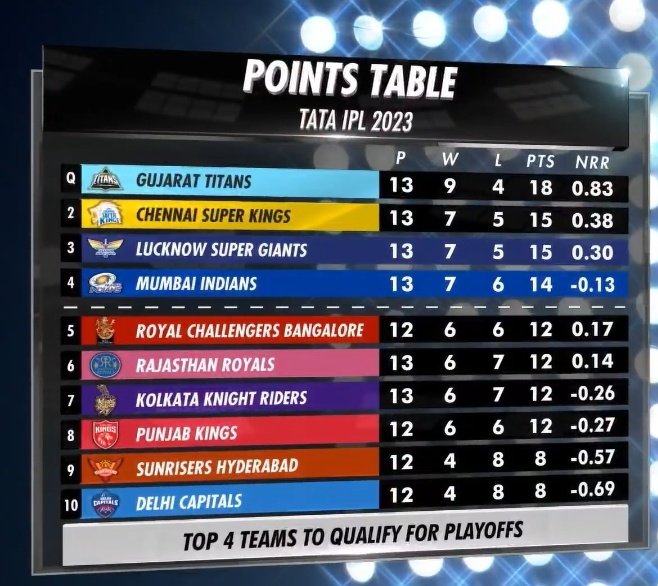 POINTS TABLE
TATA IPL 2023
P W L PTS NRR
Q TITANS GUJARAT TITANS 13 9 4 18 0.83
2 CHENNAI SUPER KINGS 13 7 5 15 0.38
3 LUCKNOW SUPER GIANTS 13 7 5 15 0.30
4 MUMBAI INDIANS 13 7 6 14 -0.13
5 ROYAL CHALLENGERS BANGALORE 12 6 6 12 0.17
6 RAJASTHAN ROYALS 13 6 7 12 0.14
7 KOLKATA KNIGHT RIDERS 13 6 7 12 -0.26
8 KINGS PUNJAB KINGS 12 6 6 12 -0.27
9 SUNRISERS HYDERABAD 12 4 8 8 -0.57
10 CAPITALS DELHI CAPITALS 12 4 8 8 -0.69
TOP 4 TEAMS TO QUALIFY FOR PLAYOFFS